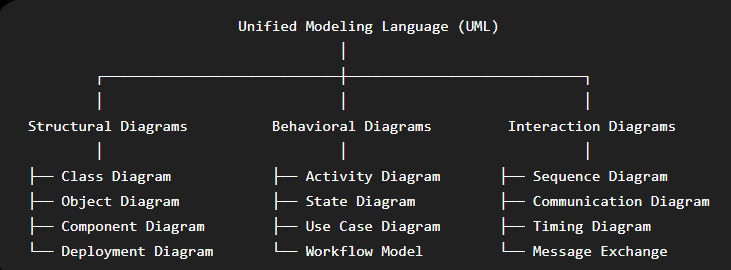 Unified Modeling Language (UML)
Structural Diagrams Behavioral Diagrams Interaction Diagrams
Class Diagram Activity Diagram Sequence Diagram
Object Diagram State Diagram Communication Diagram
Component Diagram Use Case Diagram Timing Diagram
Deployment Diagram Workflow Model Message Exchange